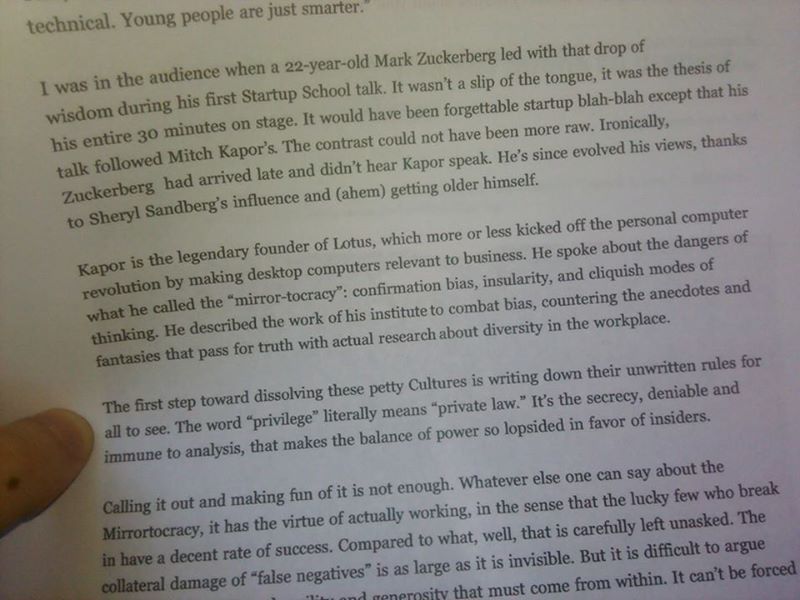 technical. Young people are just smarter."
I was in the audience when a 22-year-old Mark Zuckerberg led with that drop of
wisdom during his first Startup School talk. It wasn't a slip of the tongue, it was the thesis of
his entire 30 minutes on stage. It would have been forgettable startup blah-blah except that his
talk followed Mitch Kapor's. The contrast could not have been more raw. Ironically,
Zuckerberg had arrived late and didn't hear Kapor speak. He's since evolved his views, thanks
to Sheryl Sandberg's influence and (ahem) getting older himself.
Kapor is the legendary founder of Lotus, which more or less kicked off the personal computer
revolution by making desktop computers relevant to business. He spoke about the dangers of
what he called the "mirror-tocracy": confirmation bias, insularity, and cliquish modes of
thinking. He described the work of his institute to combat bias, countering the anecdotes and
fantasies that pass for truth with actual research about diversity in the workplace.
The first step toward dissolving these petty Cultures is writing down their unwritten rules for
all to see. The word "privilege" literally means "private law." It's the secrecy, deniable and
immune to analysis, that makes the balance of power so lopsided in favor of insiders.
Calling it out and making fun of it is not enough. Whatever else one can say about the
Mirrortocracy, it has the virtue of actually working, in the sense that the lucky few who break
in have a decent rate of success. Compared to what, well, that is carefully left unasked. The
collateral damage of "false negatives" is as large as it is invisible. But it is difficult to argue
and generosity that must come from within. It can't be forced